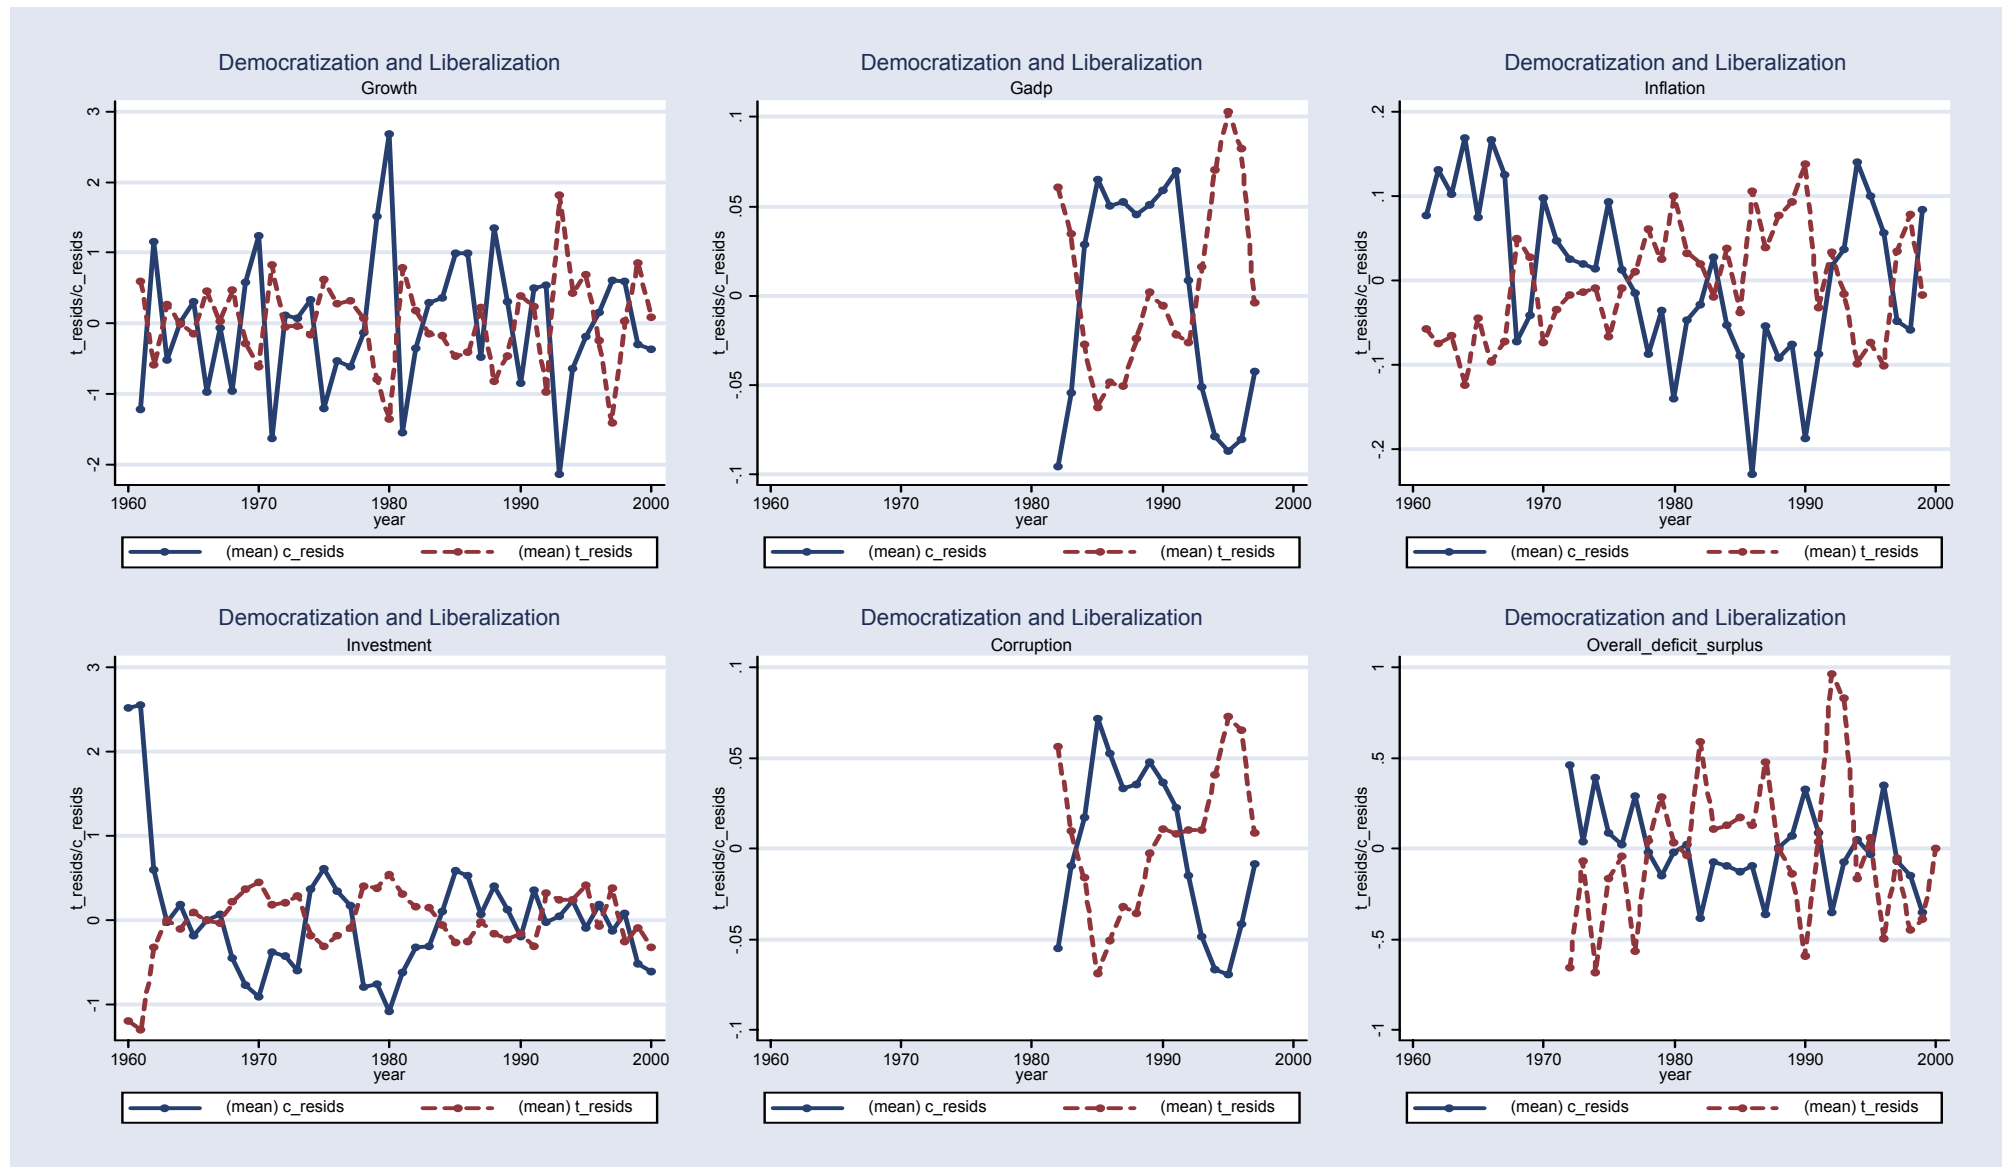 Democratization and Liberalization
Growth
t_resids/c_resids
3
2
1
0
-1
-2
1960 1970 1980 1990 2000
year
(mean) c_resids (mean) t_resids
Democratization and Liberalization
Gadp
t_resids/c_resids
.1
.05
0
-.05
-.1
1960 1970 1980 1990 2000
year
(mean) c_resids (mean) t_resids
Democratization and Liberalization
Inflation
t_resids/c_resids
.2
.1
0
-.1
-.2
1960 1970 1980 1990 2000
year
(mean) c_resids (mean) t_resids
Democratization and Liberalization
Investment
t_resids/c_resids
3
2
1
0
-1
1960 1970 1980 1990 2000
year
(mean) c_resids (mean) t_resids
Democratization and Liberalization
Corruption
t_resids/c_resids
.1
.05
0
-.05
-.1
1960 1970 1980 1990 2000
year
(mean) c_resids (mean) t_resids
Democratization and Liberalization
Overall_deficit_surplus
t_resids/c_resids
1
.5
0
-.5
-1
1960 1970 1980 1990 2000
year
(mean) c_resids (mean) t_resids